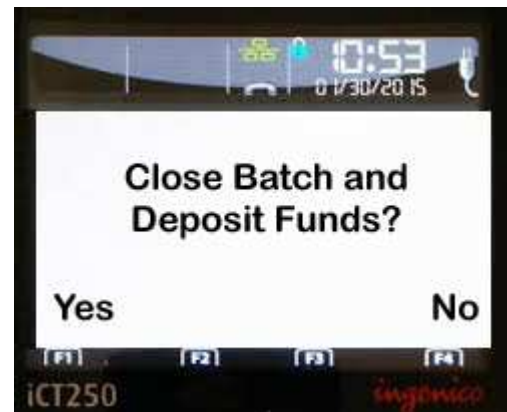 10:53
01/30/2015
Close Batch and
Deposit Funds?
Yes No
F1 F2 F3 F4
iCT250 ingenico